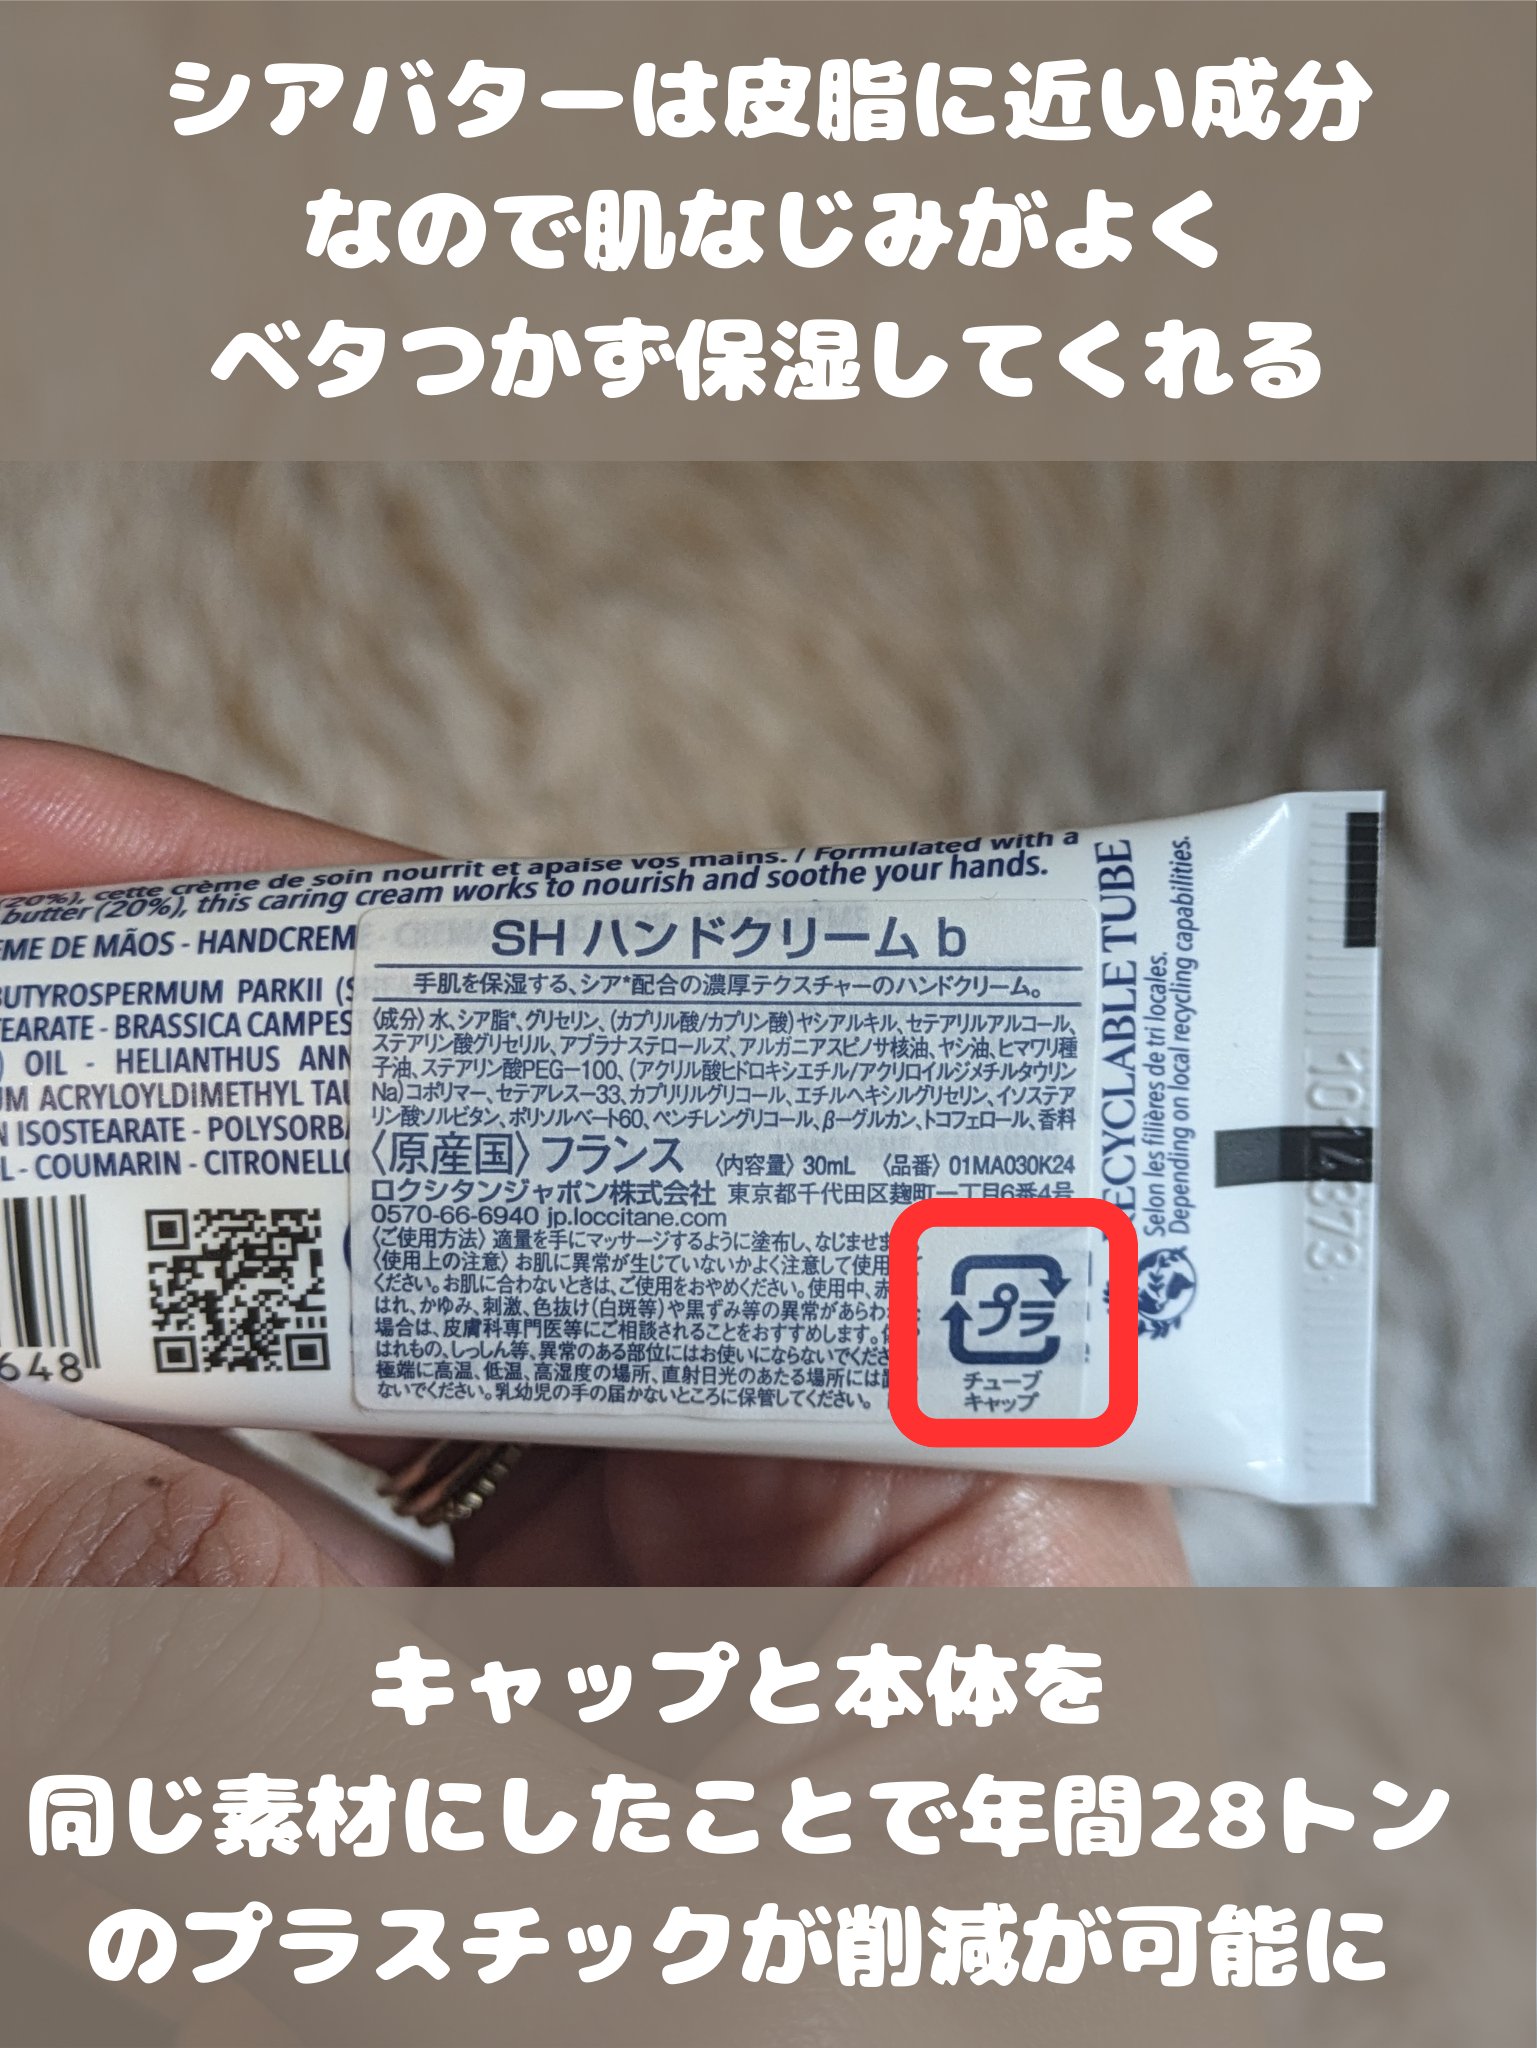 シアバターは皮脂に近い成分
なので肌なじみがよく
ベタつかず保湿してくれる
(20%), cette crème de soin nourrit et apaise vos mains. / Formulated with a
butter (20%), this caring cream works to nourish and soothe your hands.
ÈME DE MÃOS - HANDCREME
BUTYROSPERMUM PARKII (S
TEARATE - BRASSICA CAMPES
) OIL - HELIANTHUS ANN
UM ACRYLOYLDIMETHYL TAU
N ISOSTEARATE - POLYSORBA
L - COUMARIN - CITRONELLO
648
SH ハンドクリーム b
手肌を保湿する、シア*配合の濃厚テクスチャーのハンドクリーム。
〈成分〉水、シア脂*、グリセリン、(カプリル酸/カプリン酸)ヤシアルキル、セテアリルアルコール、
ステアリン酸グリセリル、アブラナステロールズ、アルガニアスピノサ核油、ヤシ油、ヒマワリ種
子油、ステアリン酸PEG-100、(アクリル酸ヒドロキシエチル/アクリロイルジメチルタウリン
Na)コポリマー、セテアレス-33、カプリリルグリコール、エチルヘキシルグリセリン、イソステア
リン酸ソルビタン、ポリソルベート60、ペンチレングリコール、β-グルカン、トコフェロール、香料
〈原産国〉フランス 〈内容量〉30mL 〈品番〉01MA030K24
ロクシタンジャポン株式会社 東京都千代田区麹町一丁目6番4号
0570-66-6940 jp.loccitane.com
〈ご使用方法〉適量を手にマッサージするように塗布し、なじませま
〈使用上の注意〉お肌に異常が生じていないかよく注意して使用
ください。お肌に合わないときは、ご使用をおやめください。使用中、赤
はれ、かゆみ、刺激、色抜け(白斑等)や黒ずみ等の異常があらわ
場合は、皮膚科専門医等にご相談されることをおすすめします。
はれもの、しっしん等、異常のある部位にはお使いにならないでくださ
極端に高温、低温、高湿度の場所、直射日光のあたる場所には
ないでください。乳幼児の手の届かないところに保管してください。
プラ
チューブ
キャップ
RECYCLABLE TUBE
Selon les filières de tri locales.
Depending on local recycling capabilities.
キャップと本体を
同じ素材にしたことで年間28トン
のプラスチックが削減が可能に